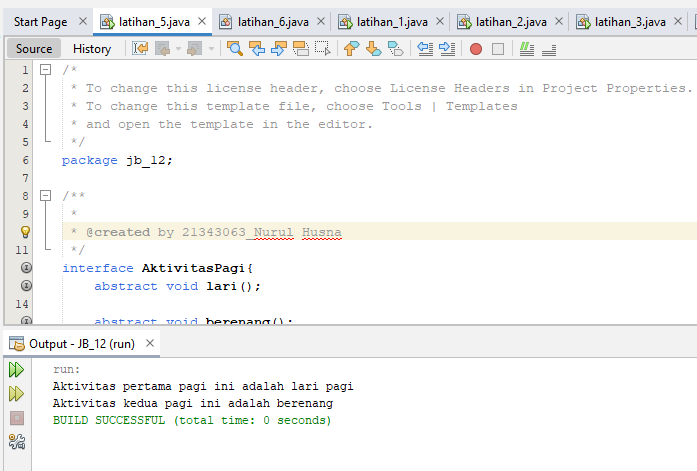 Start Page latihan_5.java latihan_6.java latihan_1.java latihan_2.java latihan_3.java
Source History
1 /*
2 * To change this license header, choose License Headers in Project Properties.
3 * To change this template file, choose Tools | Templates
4 * and open the template in the editor.
5 */
6 package jb_12;
7
8 /**
9 *
* @created by 21343063_Nurul Husna
11 */
interface AktivitasPagi{
abstract void lari();
14
abstract void berenang();
Output - JB_12 (run)
run:
Aktivitas pertama pagi ini adalah lari pagi
Aktivitas kedua pagi ini adalah berenang
BUILD SUCCESSFUL (total time: 0 seconds)